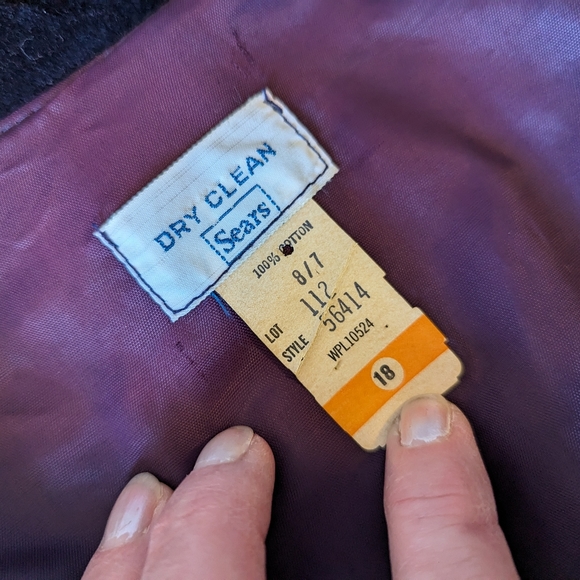 DRY CLEAN
Sears
100% COTTON
8/7
LOT 112
STYLE 56414
WPL10524
18